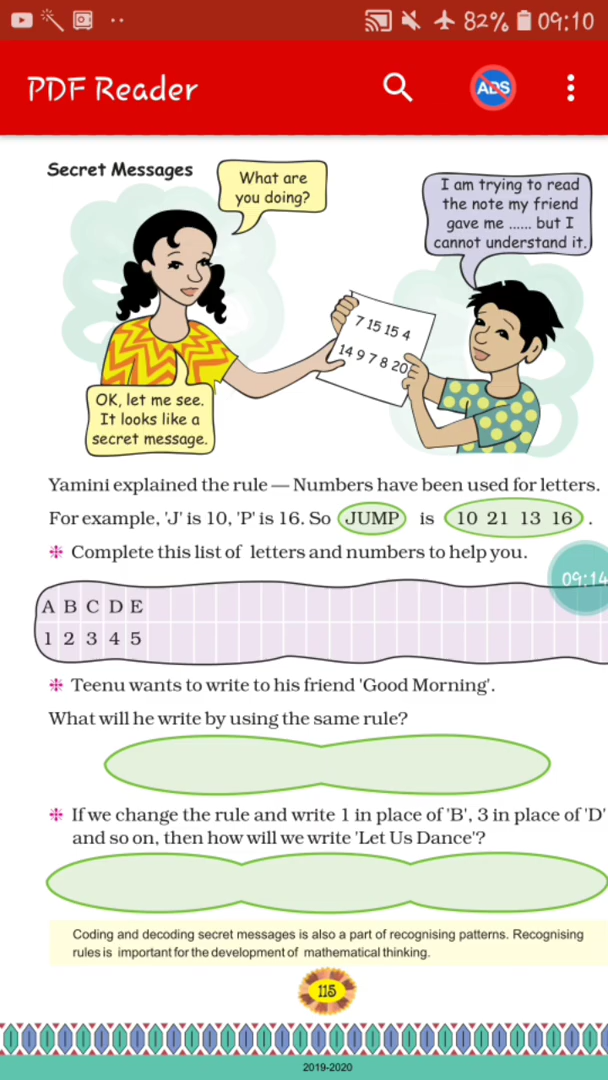 82% 09:10
PDF Reader
ADS
Secret Messages
What are
you doing?
I am trying to read
the note my friend
gave me ...... but I
cannot understand it.
7 15 15 4
14 9 7 8 20
OK, let me see.
It looks like a
secret message.
Yamini explained the rule — Numbers have been used for letters.
For example, 'J' is 10, 'P' is 16. So JUMP is 10 21 13 16 .
Complete this list of letters and numbers to help you.
09:14
A B C D E
1 2 3 4 5
Teenu wants to write to his friend 'Good Morning'.
What will he write by using the same rule?
If we change the rule and write 1 in place of 'B', 3 in place of 'D'
and so on, then how will we write 'Let Us Dance'?
Coding and decoding secret messages is also a part of recognising patterns. Recognising
rules is important for the development of mathematical thinking.
115
2019-2020